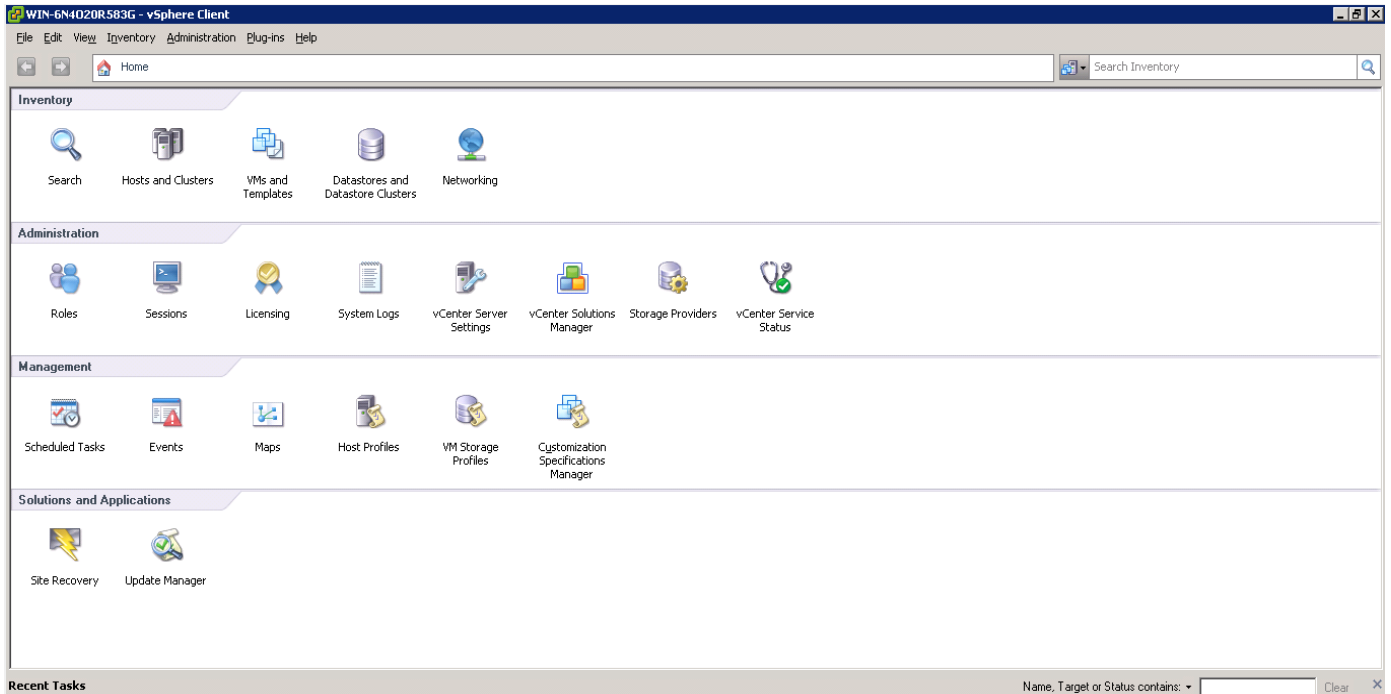 WIN-6N4O20R583G - vSphere Client
File Edit View Inventory Administration Plug-ins Help
Home
Search Inventory
Inventory
Search
Hosts and Clusters
VMs and
Templates
Datastores and
Datastore Clusters
Networking
Administration
Roles
Sessions
Licensing
System Logs
vCenter Server
Settings
vCenter Solutions
Manager
Storage Providers
vCenter Service
Status
Management
Scheduled Tasks
Events
Maps
Host Profiles
VM Storage
Profiles
Customization
Specifications
Manager
Solutions and Applications
Site Recovery
Update Manager
Recent Tasks
Name, Target or Status contains:
Clear